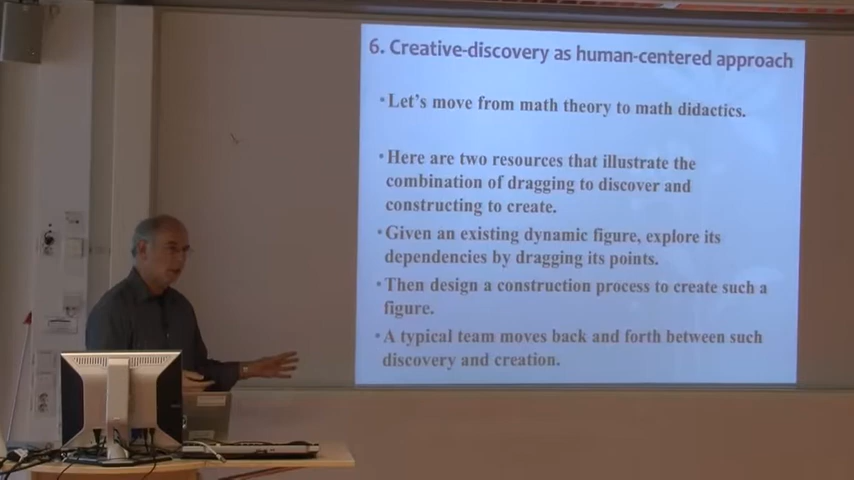 6. Creative-discovery as human-centered approach
•Let's move from math theory to math didactics.
•Here are two resources that illustrate the
combination of dragging to discover and
constructing to create.
•Given an existing dynamic figure, explore its
dependencies by dragging its points.
•Then design a construction process to create such a
figure.
•A typical team moves back and forth between such
discovery and creation.